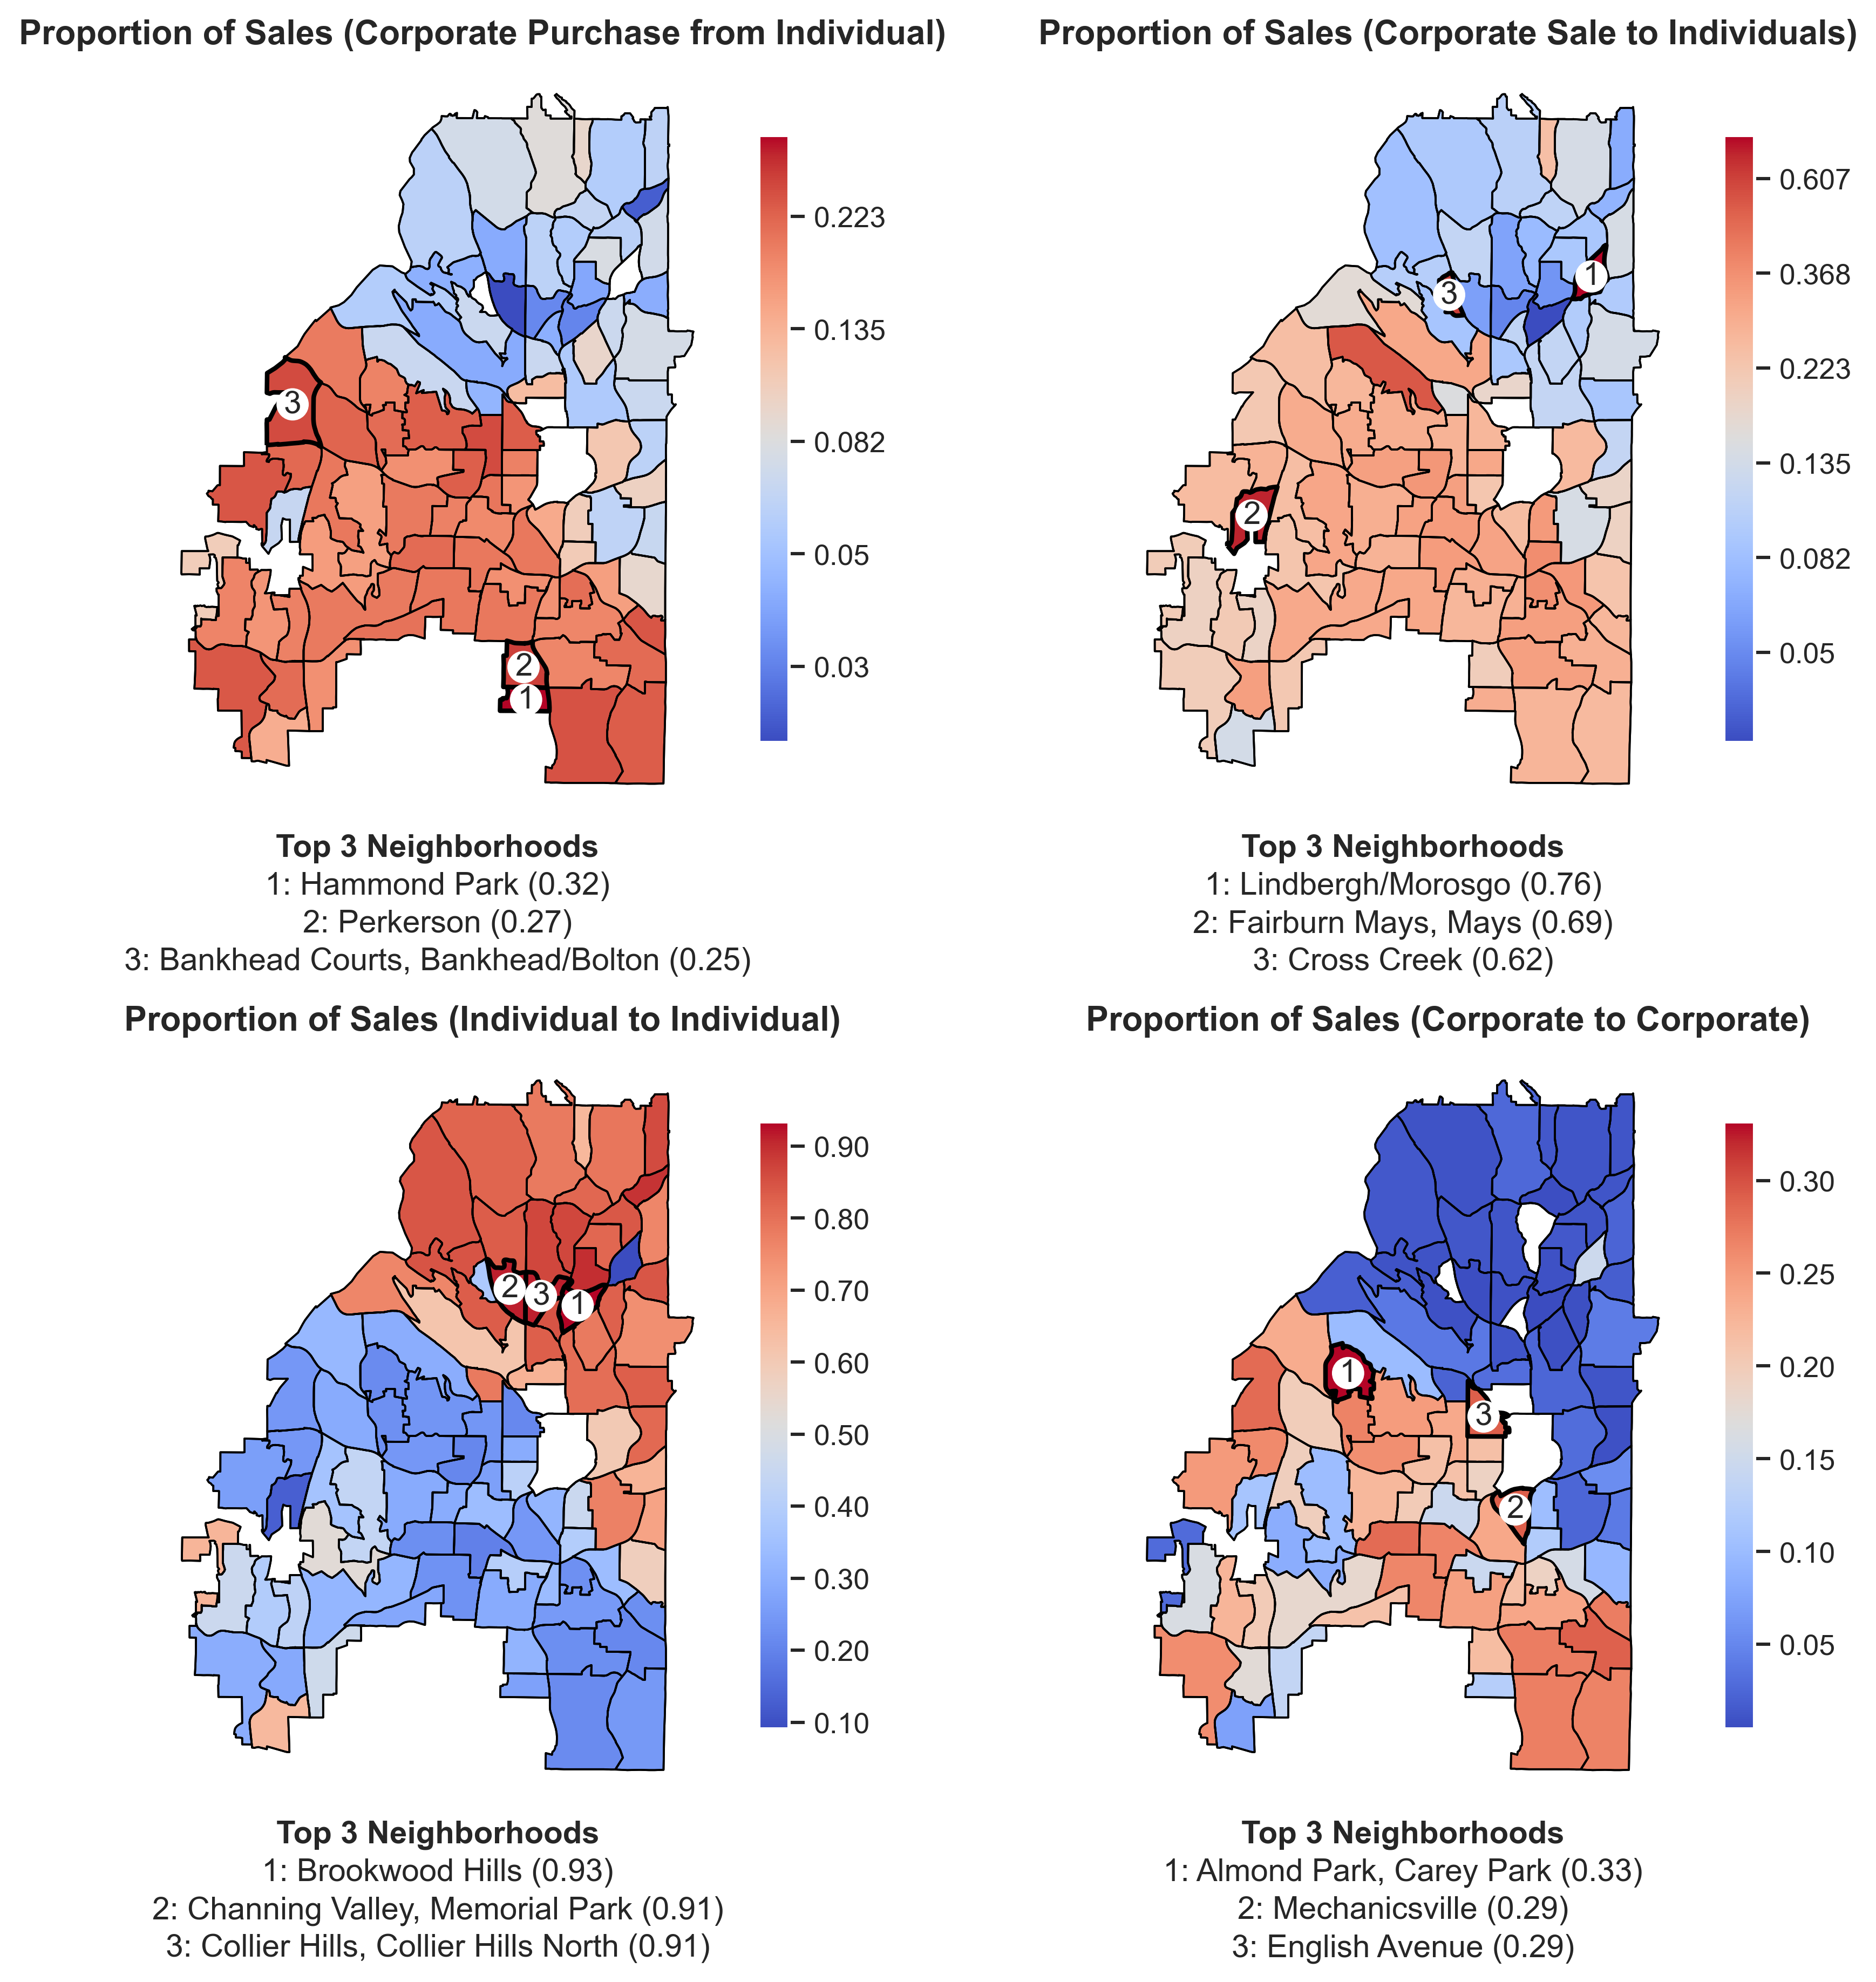 Proportion of Sales (Corporate Purchase from Individual)
0.223
0.135
0.082
0.05
0.03
3
2
1
Top 3 Neighborhoods
1: Hammond Park (0.32)
2: Perkerson (0.27)
3: Bankhead Courts, Bankhead/Bolton (0.25)
Proportion of Sales (Corporate Sale to Individuals)
0.607
0.368
0.223
0.135
0.082
0.05
1
3
2
Top 3 Neighborhoods
1: Lindbergh/Morosgo (0.76)
2: Fairburn Mays, Mays (0.69)
3: Cross Creek (0.62)
Proportion of Sales (Individual to Individual)
0.90
0.80
0.70
0.60
0.50
0.40
0.30
0.20
0.10
2
3
1
Top 3 Neighborhoods
1: Brookwood Hills (0.93)
2: Channing Valley, Memorial Park (0.91)
3: Collier Hills, Collier Hills North (0.91)
Proportion of Sales (Corporate to Corporate)
0.30
0.25
0.20
0.15
0.10
0.05
1
3
2
Top 3 Neighborhoods
1: Almond Park, Carey Park (0.33)
2: Mechanicsville (0.29)
3: English Avenue (0.29)